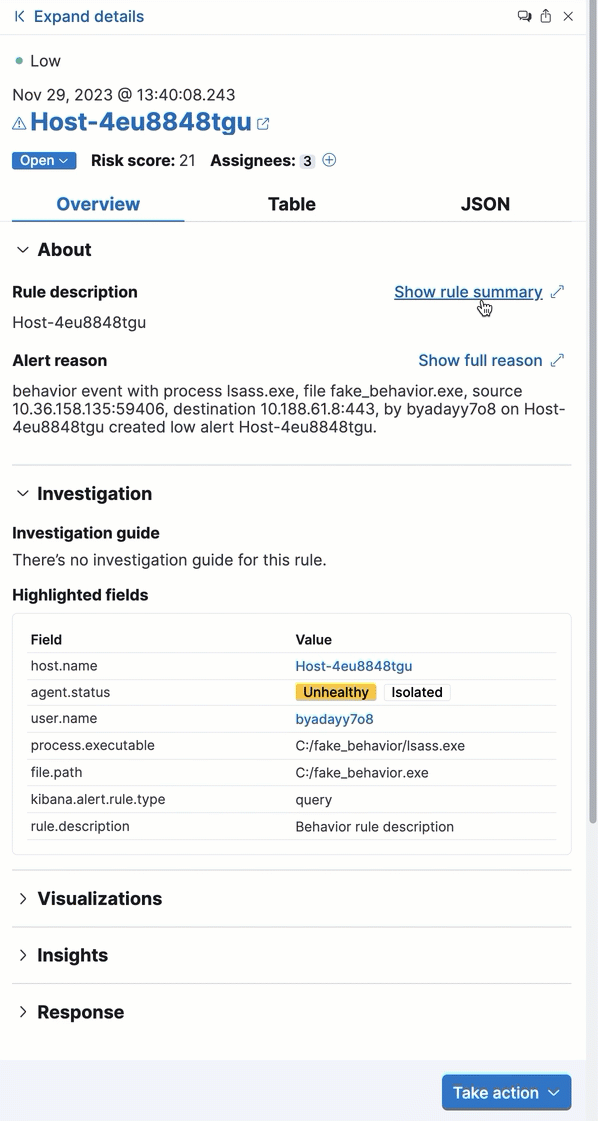 Expand details
Low
Nov 29, 2023 @ 13:40:08.243
Host-4eu8848tgu
Open Risk score: 21 Assignees: 3
Overview Table JSON
About
Rule description Show rule summary
Host-4eu8848tgu
Alert reason Show full reason
behavior event with process lsass.exe, file fake_behavior.exe, source
10.36.158.135:59406, destination 10.188.61.8:443, by byadayy7o8 on Host-
4eu8848tgu created low alert Host-4eu8848tgu.
Investigation
Investigation guide
There’s no investigation guide for this rule.
Highlighted fields
Field Value
host.name Host-4eu8848tgu
agent.status Unhealthy Isolated
user.name byadayy7o8
process.executable C:/fake_behavior/lsass.exe
file.path C:/fake_behavior.exe
kibana.alert.rule.type query
rule.description Behavior rule description
Visualizations
Insights
Response
Take action